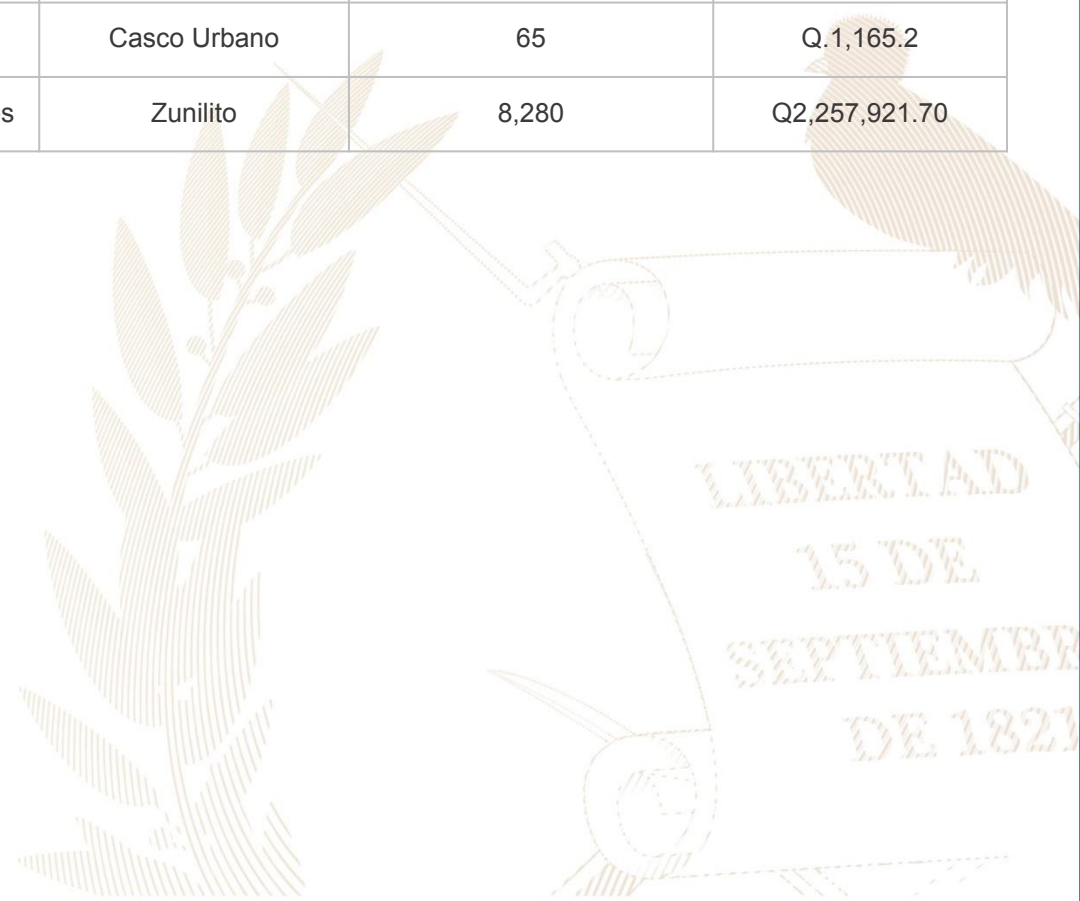 Casco Urbano 65 Q.1,165.2
s Zunilito 8,280 Q2,257,921.70
LIBERTAD
15 DE
SEPTIEMBRE
DE 1821